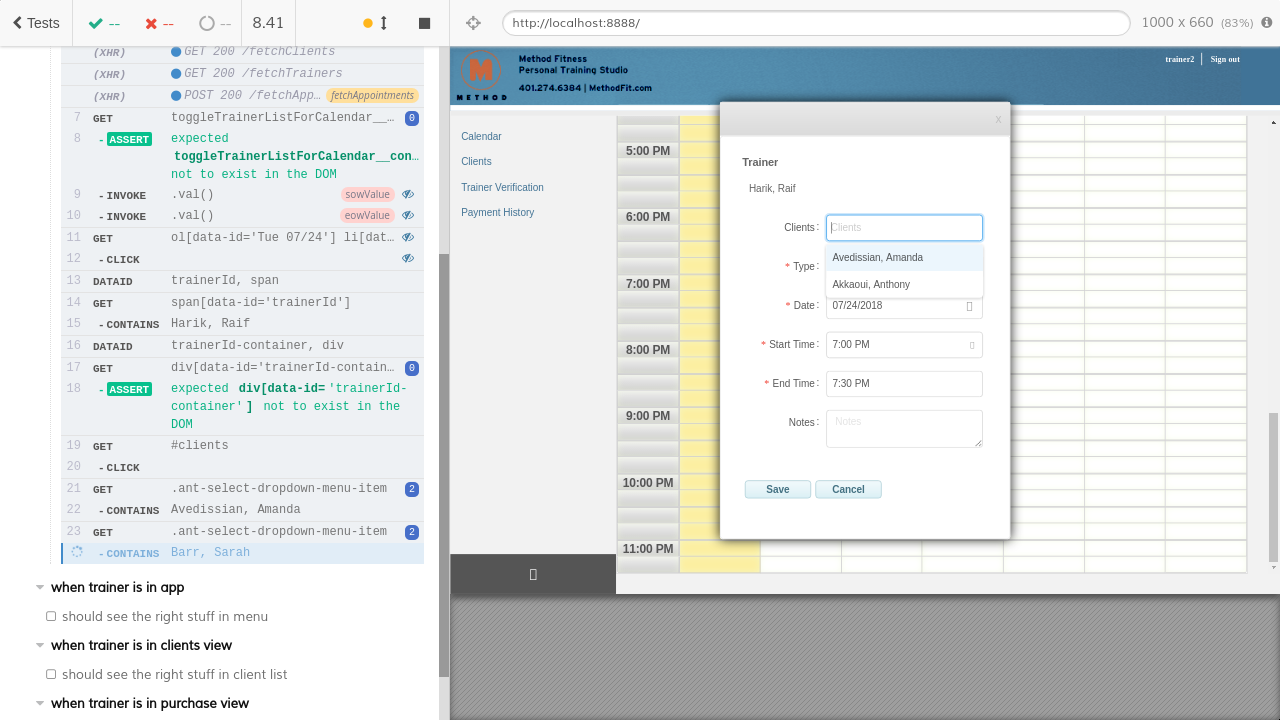 Tests
--
--
--
8.41
http://localhost:8888/
1000 x 660 (83%)
(XHR) GET 200 /fetchClients
(XHR) GET 200 /fetchTrainers
(XHR) POST 200 /fetchApp... fetchAppointments
7 GET toggleTrainerListForCalendar__... 0
8 - ASSERT expected
toggleTrainerListForCalendar__con...
not to exist in the DOM
9 - INVOKE .val() sowValue
10 - INVOKE .val() eowValue
11 GET ol[data-id='Tue 07/24'] li[dat...
12 - CLICK
13 DATAID trainerId, span
14 GET span[data-id='trainerId']
15 - CONTAINS Harik, Raif
16 DATAID trainerId-container, div
17 GET div[data-id='trainerId-contain... 0
18 - ASSERT expected div[data-id='trainerId-
container'] not to exist in the
DOM
19 GET #clients
20 - CLICK
21 GET .ant-select-dropdown-menu-item 2
22 - CONTAINS Avedissian, Amanda
23 GET .ant-select-dropdown-menu-item 2
- CONTAINS Barr, Sarah
when trainer is in app
should see the right stuff in menu
when trainer is in clients view
should see the right stuff in client list
when trainer is in purchase view
METHOD
Method Fitness
Personal Training Studio
401.274.6384 | MethodFit.com
trainer2 Sign out
Calendar
Clients
Trainer Verification
Payment History
5:00 PM
6:00 PM
7:00 PM
8:00 PM
9:00 PM
10:00 PM
11:00 PM
x
Trainer
Harik, Raif
Clients: Clients
Avedissian, Amanda
* Type:
Akkaoui, Anthony
* Date: 07/24/2018
* Start Time: 7:00 PM
* End Time: 7:30 PM
Notes: Notes
Save Cancel